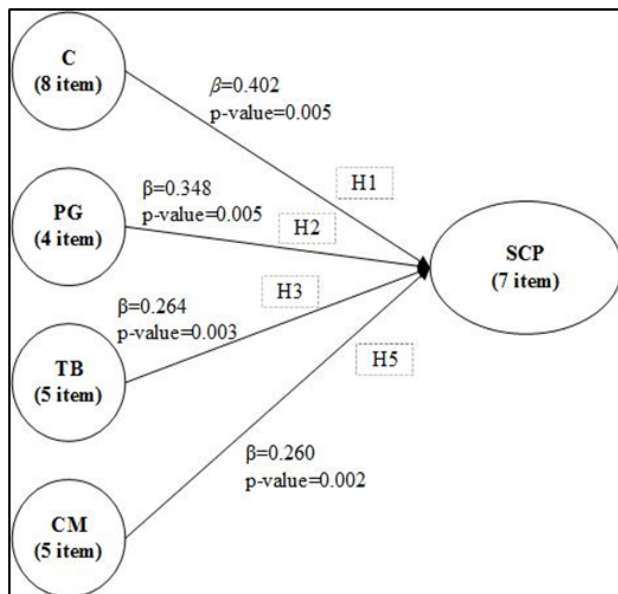 C
(8 item)
β=0.402
p-value=0.005
H1
PG
(4 item)
β=0.348
p-value=0.005
H2
SCP
(7 item)
H3
β=0.264
p-value=0.003
TB
(5 item)
H5
β=0.260
p-value=0.002
CM
(5 item)